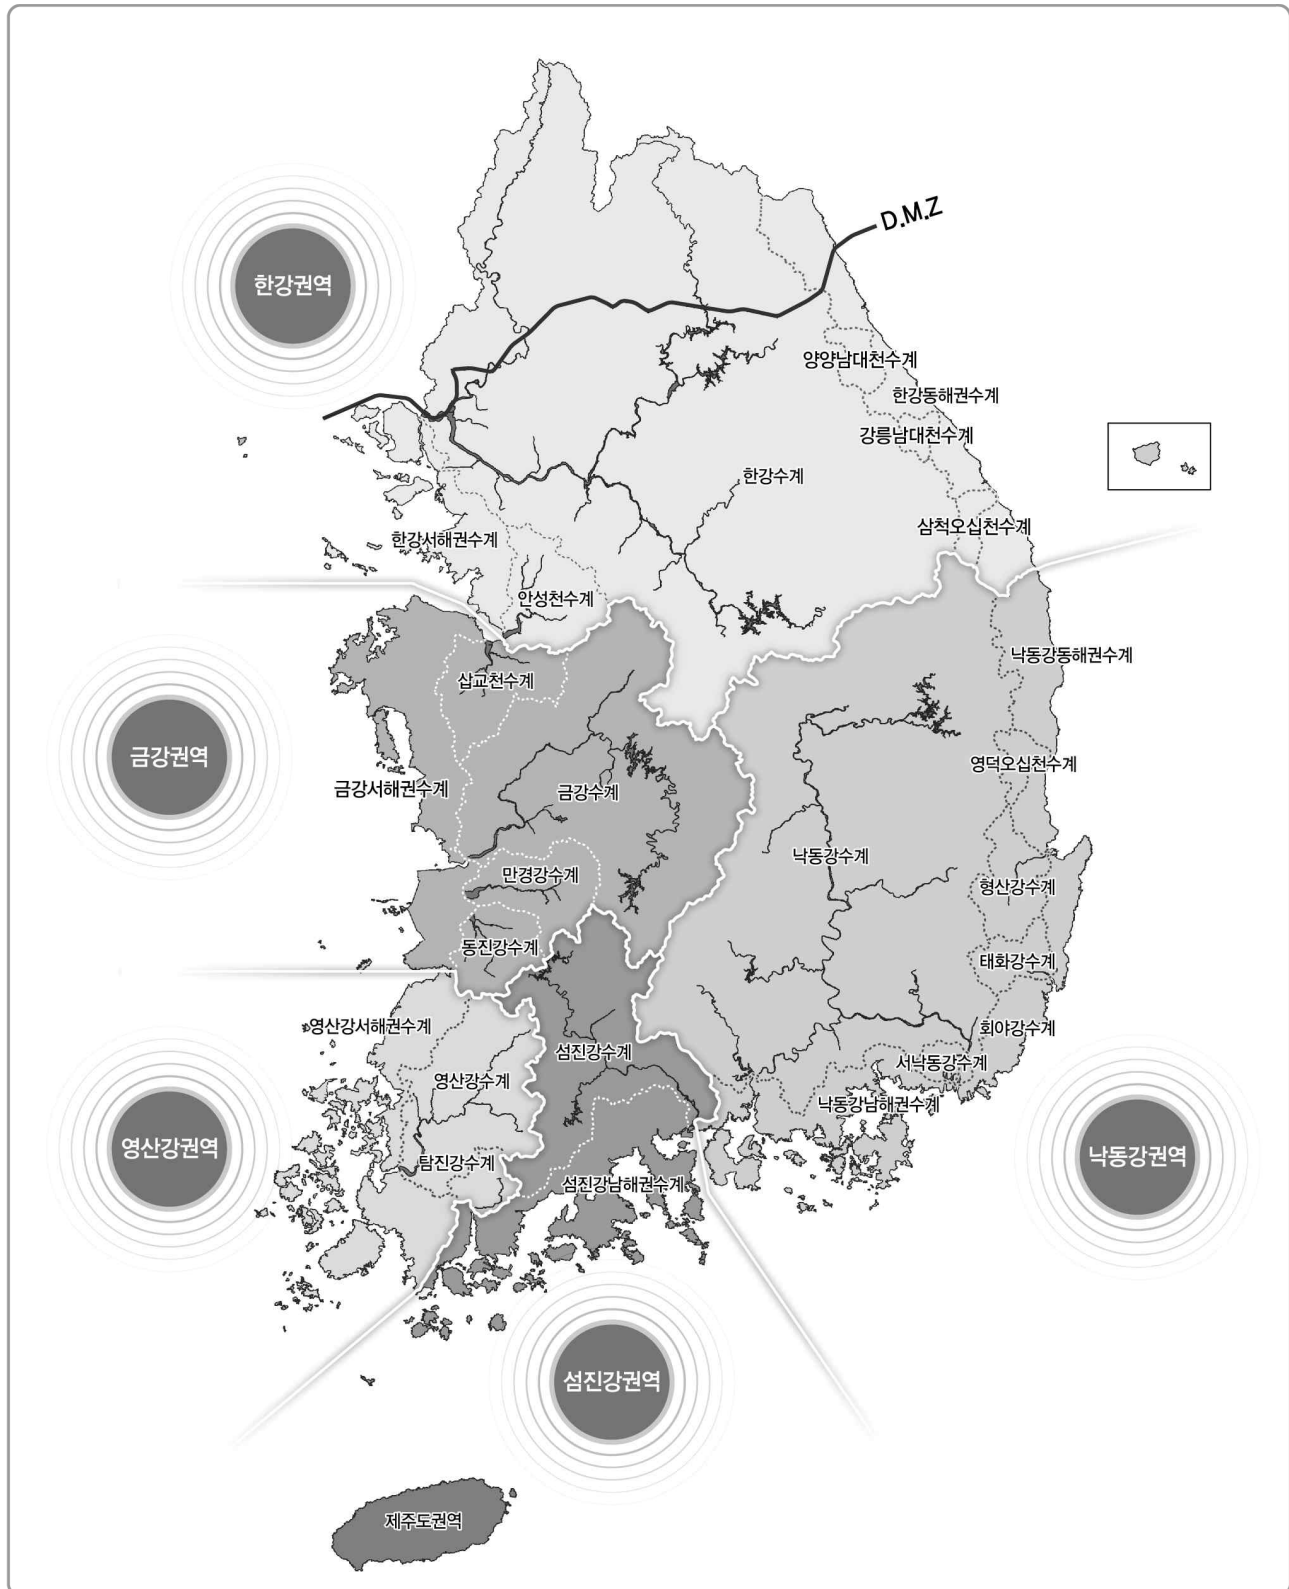 D.M.Z
한강권역
양양남대천수계
한강동해권수계
강릉남대천수계
한강수계
삼척오십천수계
한강서해권수계
안성천수계
낙동강동해권수계
삽교천수계
금강권역
영덕오십천수계
금강서해권수계
금강수계
낙동강수계
만경강수계
형산강수계
동진강수계
태화강수계
영산강서해권수계
회야강수계
섬진강수계
서낙동강수계
영산강수계
낙동강남해권수계
영산강권역
탐진강수계
낙동강권역
섬진강남해권수계
섬진강권역
제주도권역